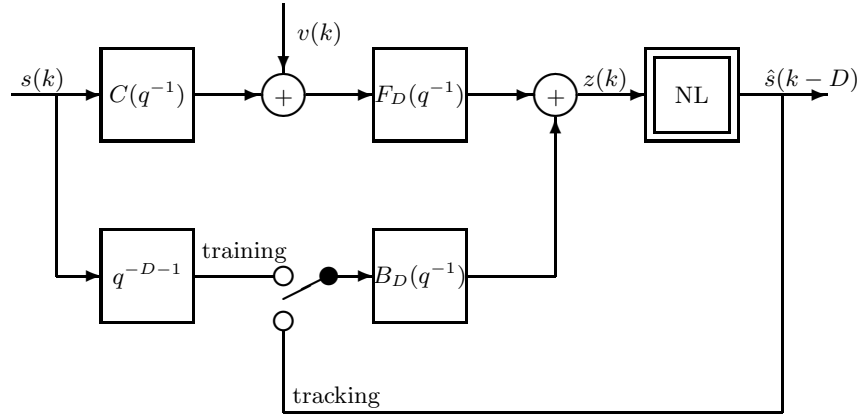 v(k)
s(k)
C(q⁻¹)
+
F_D(q⁻¹)
+
z(k)
NL
ŝ(k − D)
training
q^{−D−1}
B_D(q⁻¹)
tracking